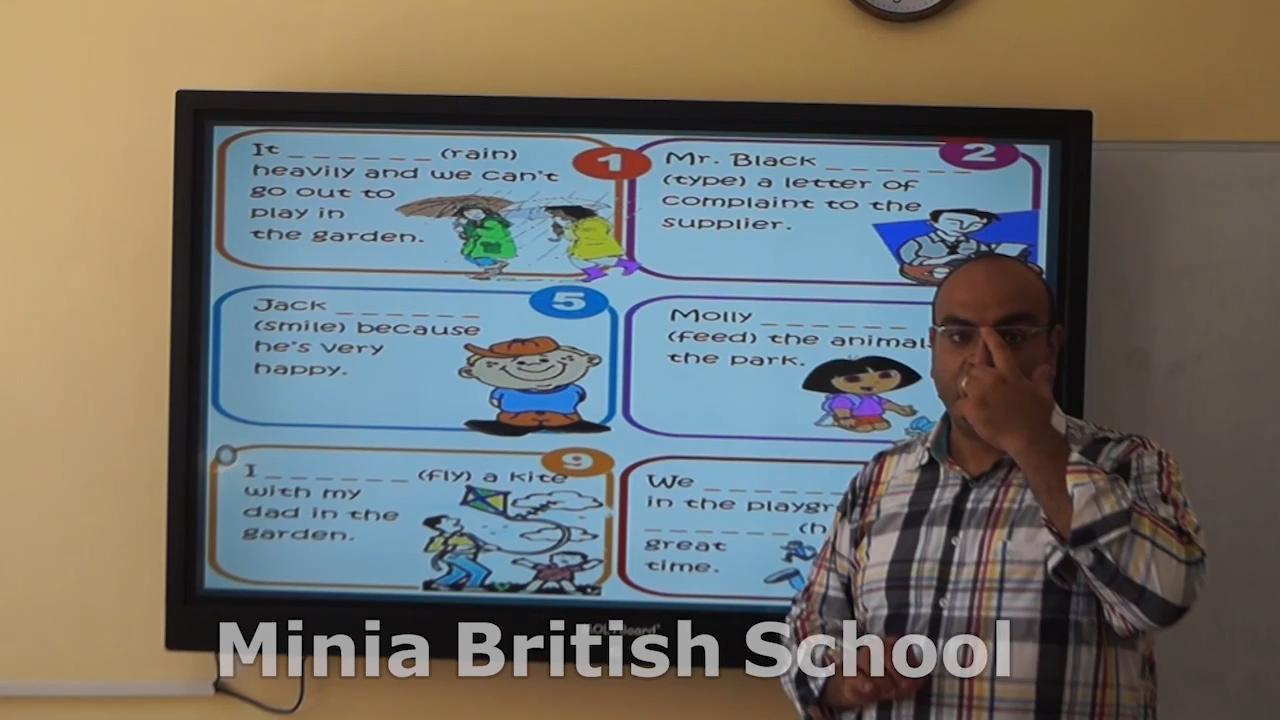 It _ _ _ _ _ _ (rain)
heavily and we can't
go out to
play in
the garden.
1
Mr. Black _ _ _ _ _ _
(type) a letter of
complaint to the
supplier.
2
Jack _ _ _ _ _ _
(smile) because
he's very
happy.
5
Molly _ _ _ _ _ _
(feed) the animal
the park.
I _ _ _ _ _ _ (fly) a kite
with my
dad in the
garden.
9
We _ _ _ _ _ _
in the playgr
_ _ _ _ _ _ (h
great
time.
Minia British School